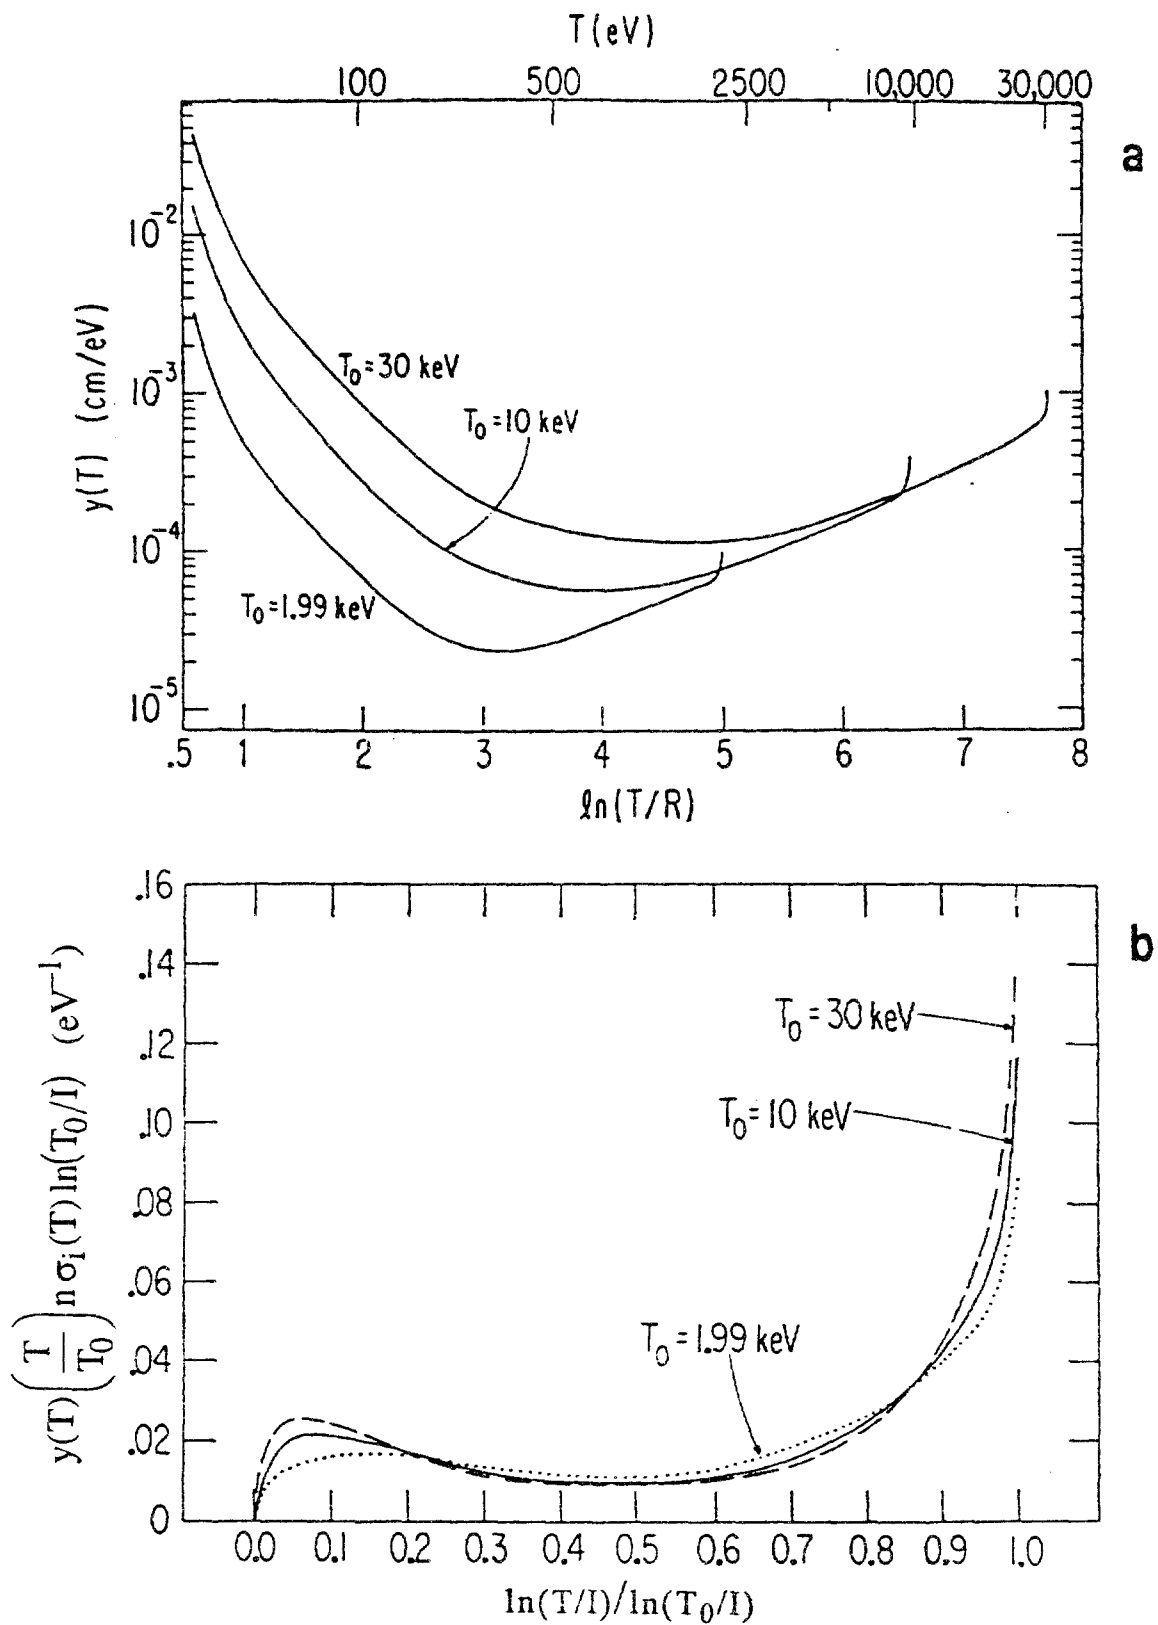 T(eV)
100 500 2500 10,000 30,000
a
10⁻²
10⁻³
10⁻⁴
10⁻⁵
y(T) (cm/eV)
T₀=30 keV
T₀=10 keV
T₀=1.99 keV
.5 1 2 3 4 5 6 7 8
ln(T/R)
b
.16
.14
.12
.10
.08
.06
.04
.02
0
y(T) (T/T₀) n σᵢ(T) ln(T₀/I) (eV⁻¹)
T₀=30 keV
T₀=10 keV
T₀=1.99 keV
0.0 0.1 0.2 0.3 0.4 0.5 0.6 0.7 0.8 0.9 1.0
ln(T/I)/ln(T₀/I)